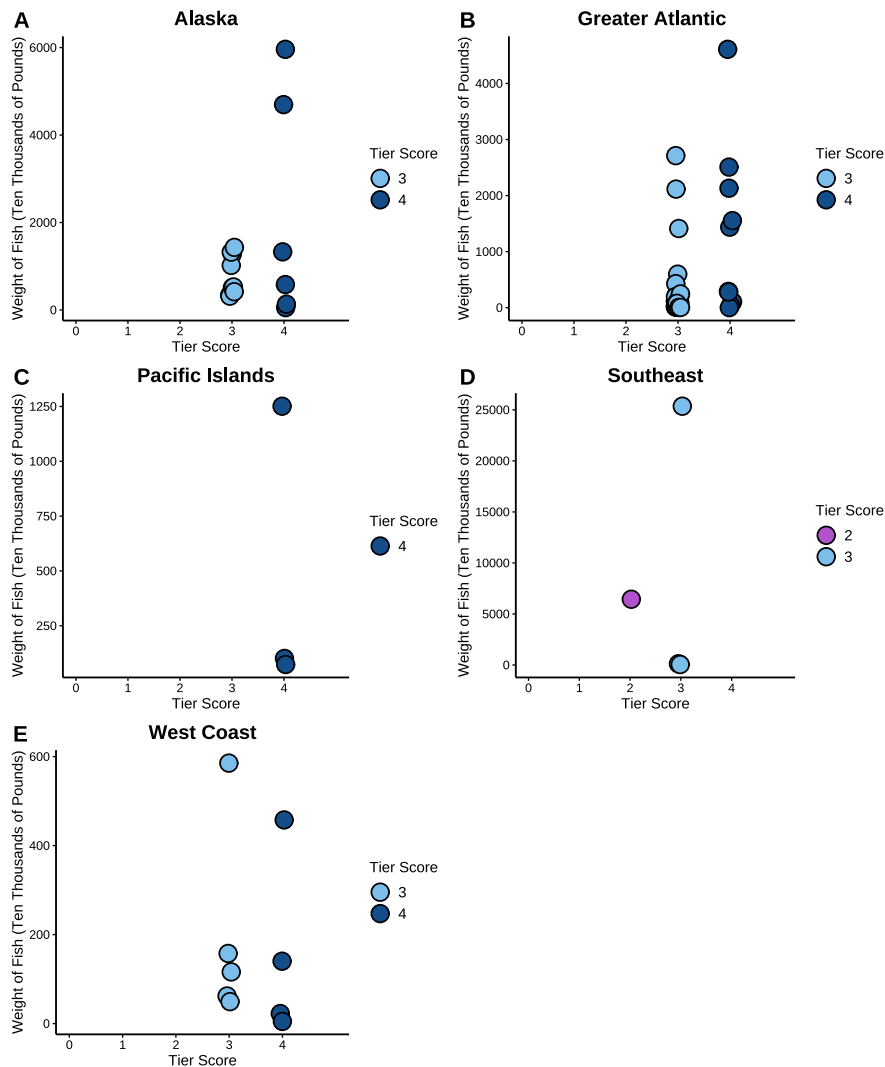 A
Alaska
Weight of Fish (Ten Thousands of Pounds)
6000
4000
2000
0
0 1 2 3 4
Tier Score
Tier Score
3
4
B
Greater Atlantic
Weight of Fish (Ten Thousands of Pounds)
4000
3000
2000
1000
0
0 1 2 3 4
Tier Score
Tier Score
3
4
C
Pacific Islands
Weight of Fish (Ten Thousands of Pounds)
1250
1000
750
500
250
0 1 2 3 4
Tier Score
Tier Score
4
D
Southeast
Weight of Fish (Ten Thousands of Pounds)
25000
20000
15000
10000
5000
0
0 1 2 3 4
Tier Score
Tier Score
2
3
E
West Coast
Weight of Fish (Ten Thousands of Pounds)
600
400
200
0
0 1 2 3 4
Tier Score
Tier Score
3
4